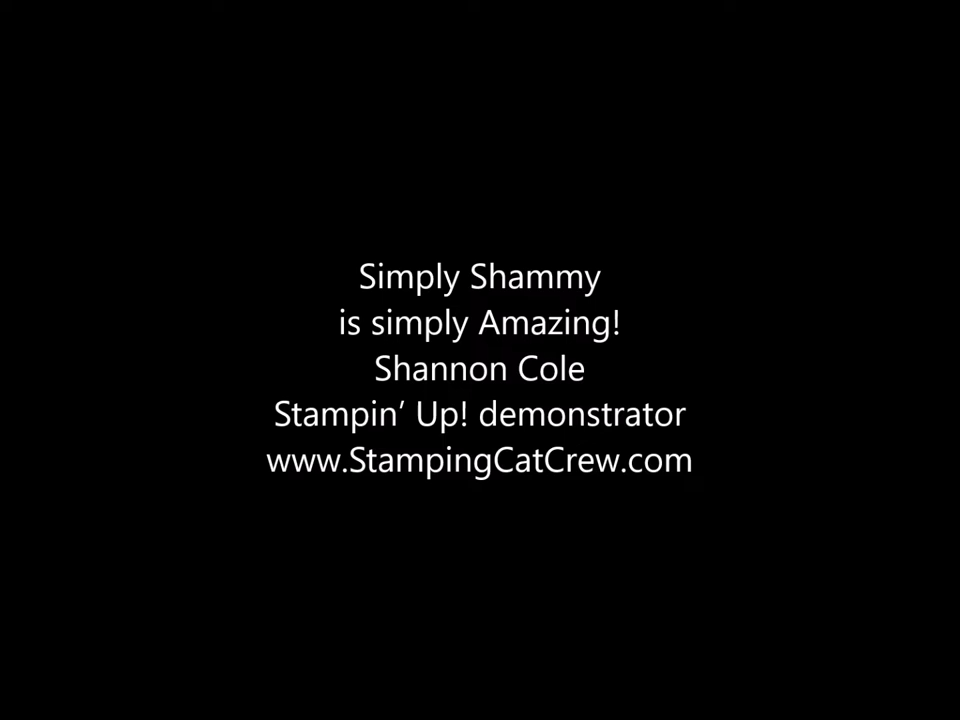 Simply Shammy
is simply Amazing!
Shannon Cole
Stampin’ Up! demonstrator
www.StampingCatCrew.com